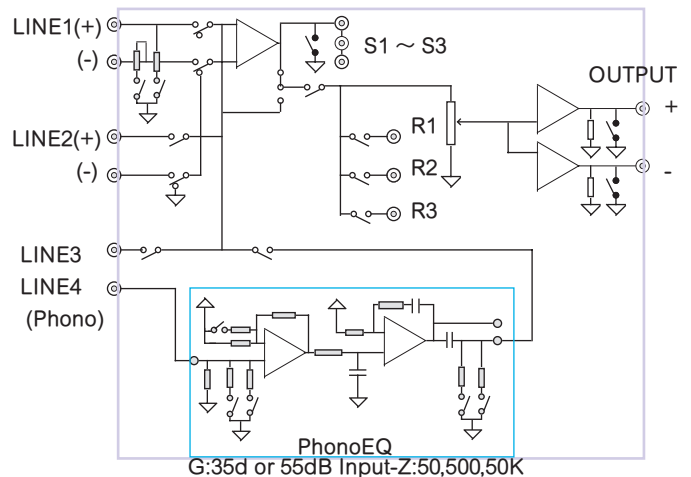 LINE1(+)
(-)
S1 ～ S3
OUTPUT
+
LINE2(+)
R1
(-)
R2
-
R3
LINE3
LINE4
(Phono)
PhonoEQ
G:35d or 55dB Input-Z:50,500,50K